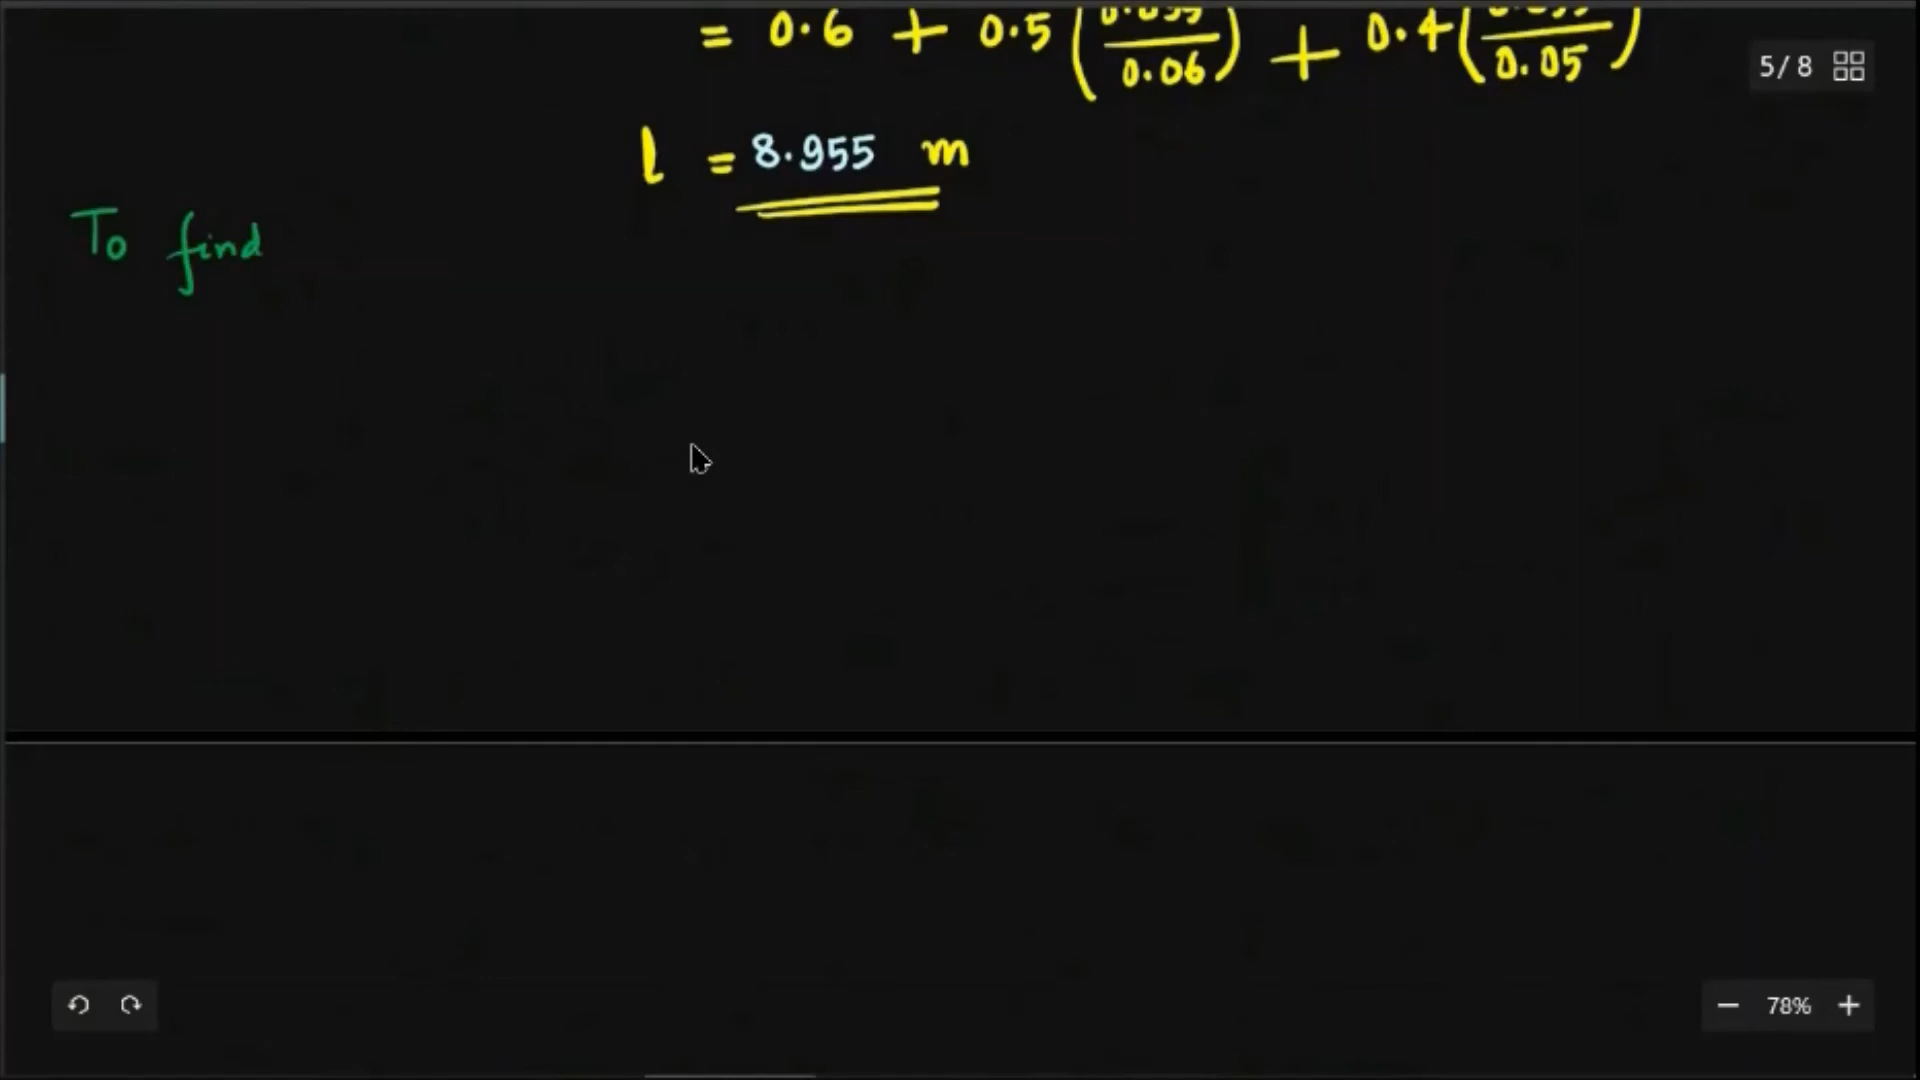 = 0.6 + 0.5 ( / 0.06 ) + 0.4 ( / 0.05 )
5/8
l = 8.955 m
To find
78%